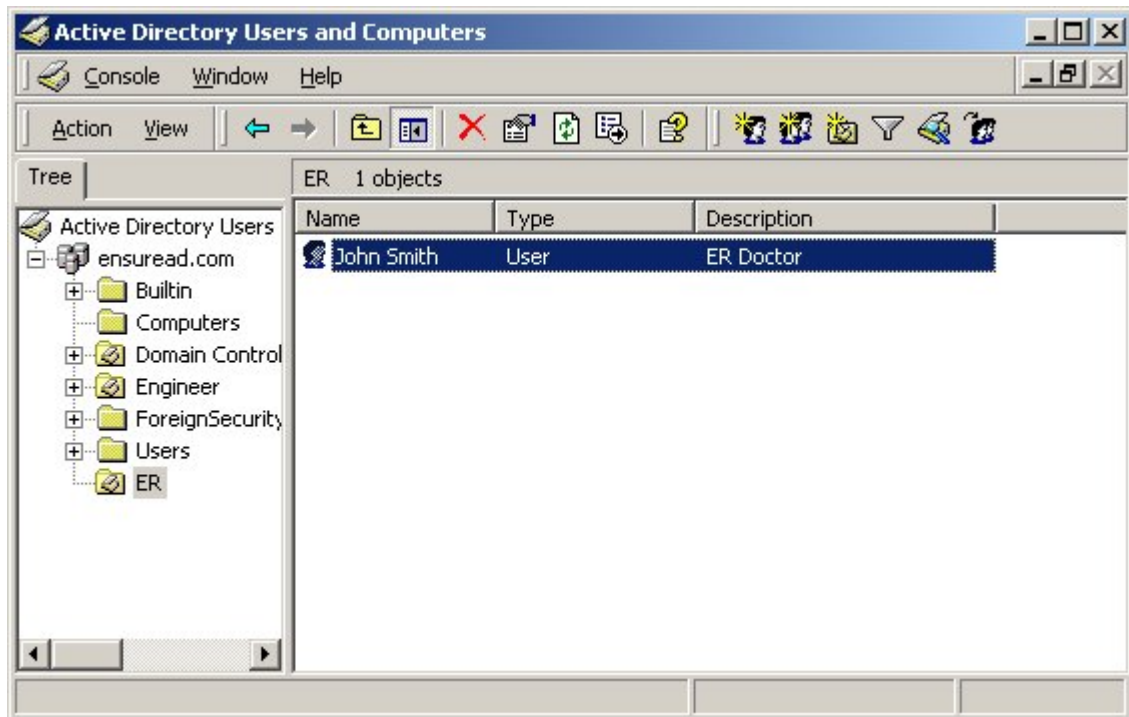 Active Directory Users and Computers
Console Window Help
Action View
Tree
ER 1 objects
Active Directory Users
ensuread.com
Builtin
Computers
Domain Control
Engineer
ForeignSecurity
Users
ER
Name Type Description
John Smith User ER Doctor